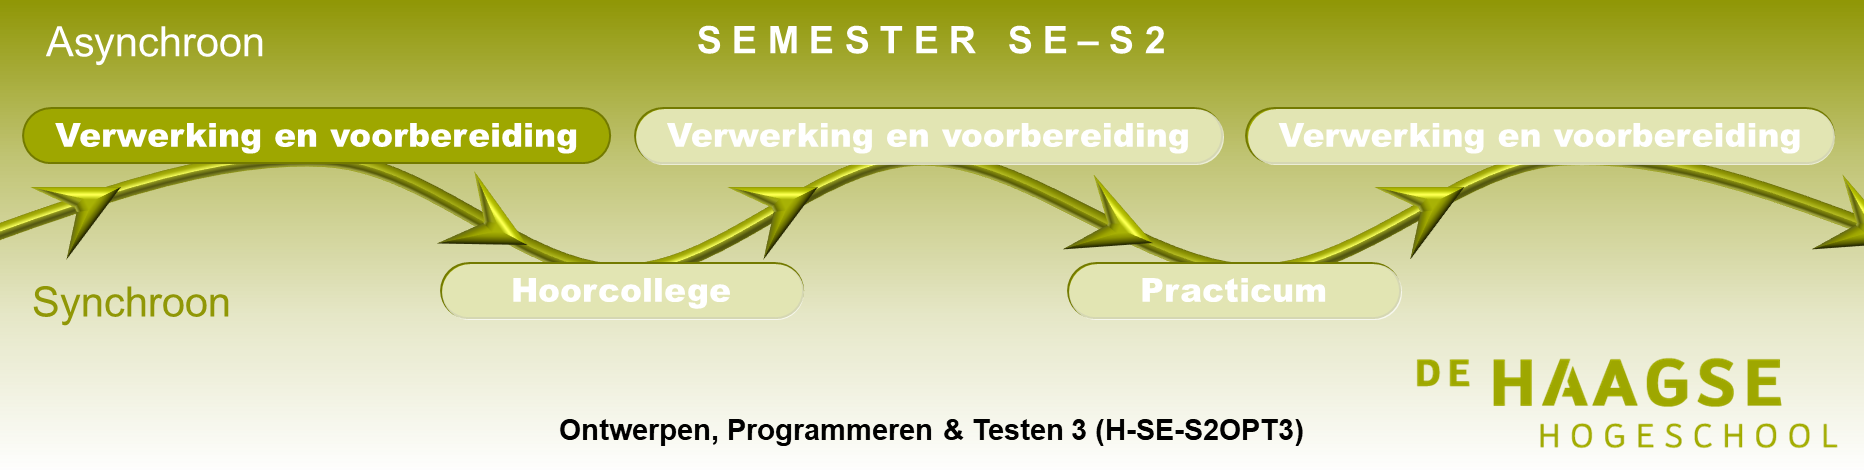 Asynchroon
SEMESTER SE–S2
Verwerking en voorbereiding
Verwerking en voorbereiding
Verwerking en voorbereiding
Hoorcollege
Practicum
Synchroon
DE HAAGSE
HOGESCHOOL
Ontwerpen, Programmeren & Testen 3 (H-SE-S2OPT3)